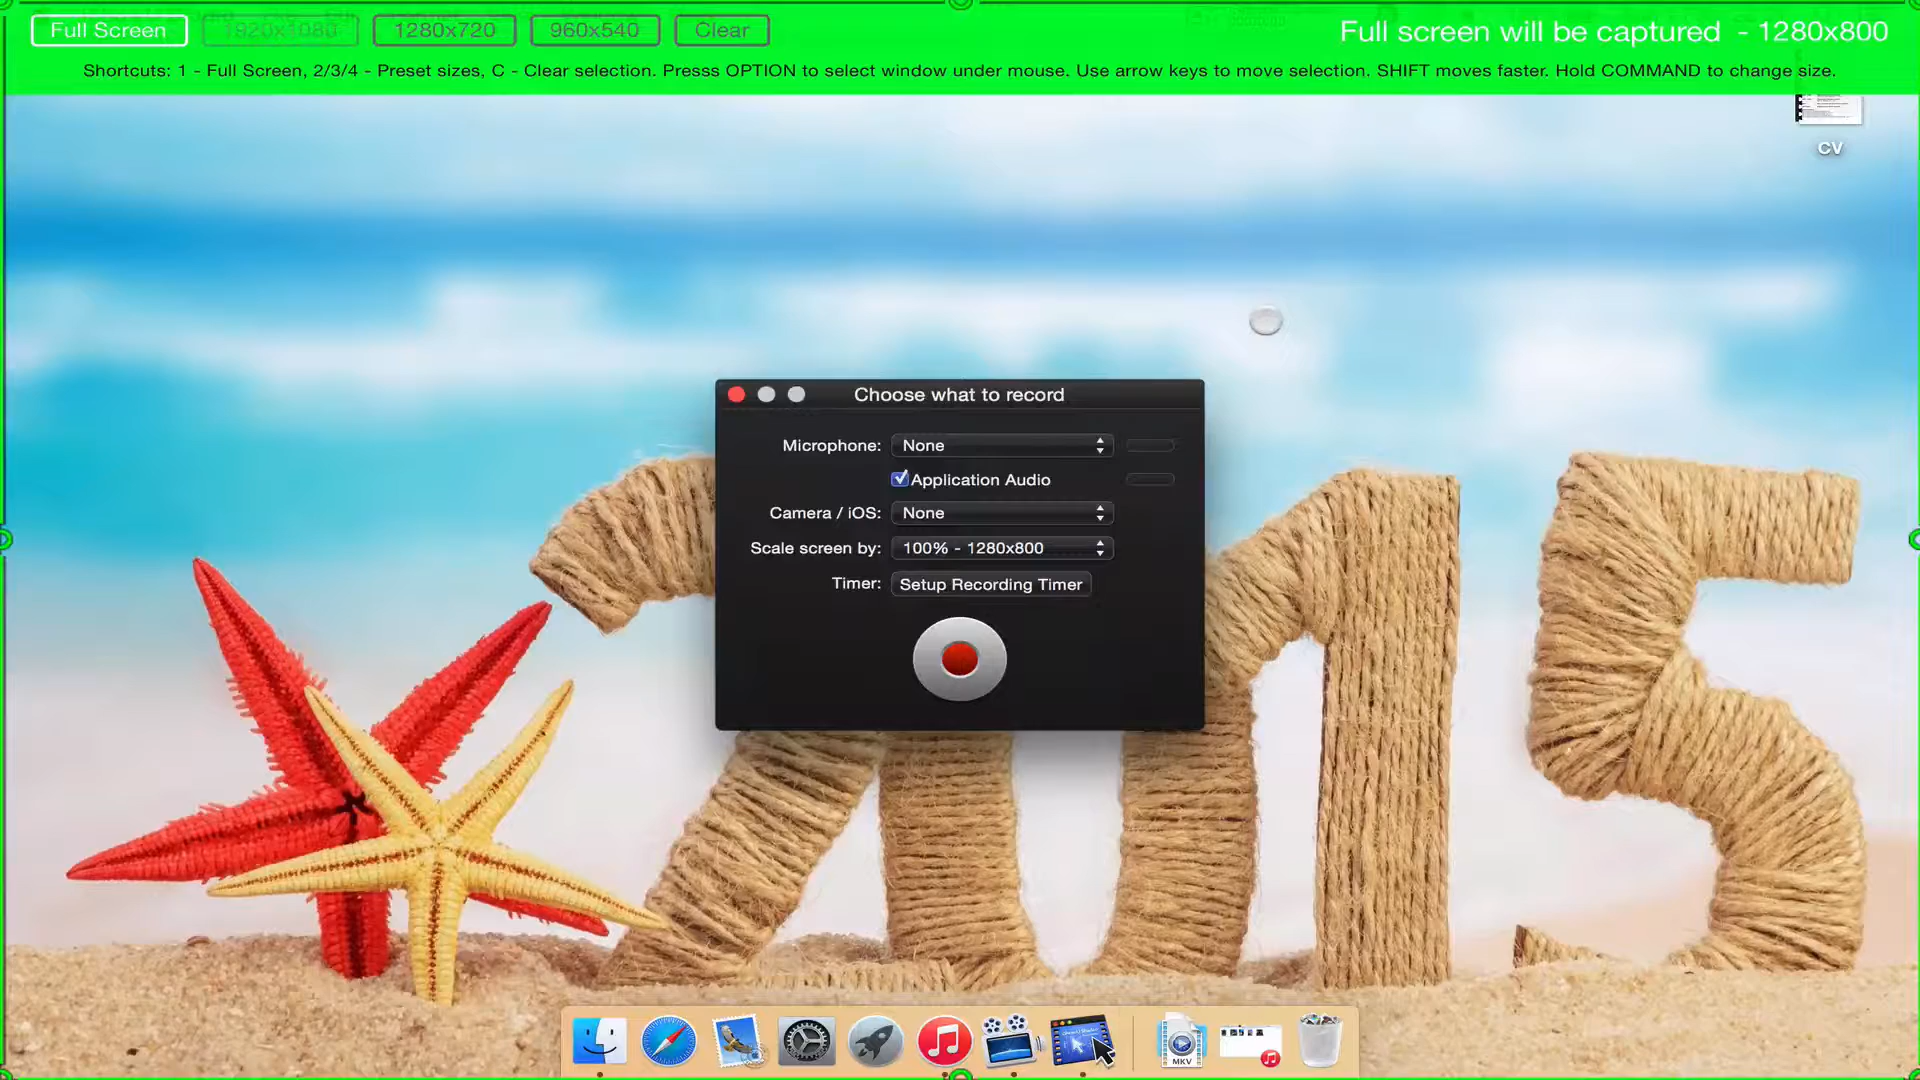 Full Screen 1920x1080 1280x720 960x540 Clear Full screen will be captured - 1280x800
Shortcuts: 1 - Full Screen, 2/3/4 - Preset sizes, C - Clear selection. Presss OPTION to select window under mouse. Use arrow keys to move selection. SHIFT moves faster. Hold COMMAND to change size.
CV
Choose what to record
Microphone: None
Application Audio
Camera / iOS: None
Scale screen by: 100% - 1280x800
Timer: Setup Recording Timer
2015
MKV